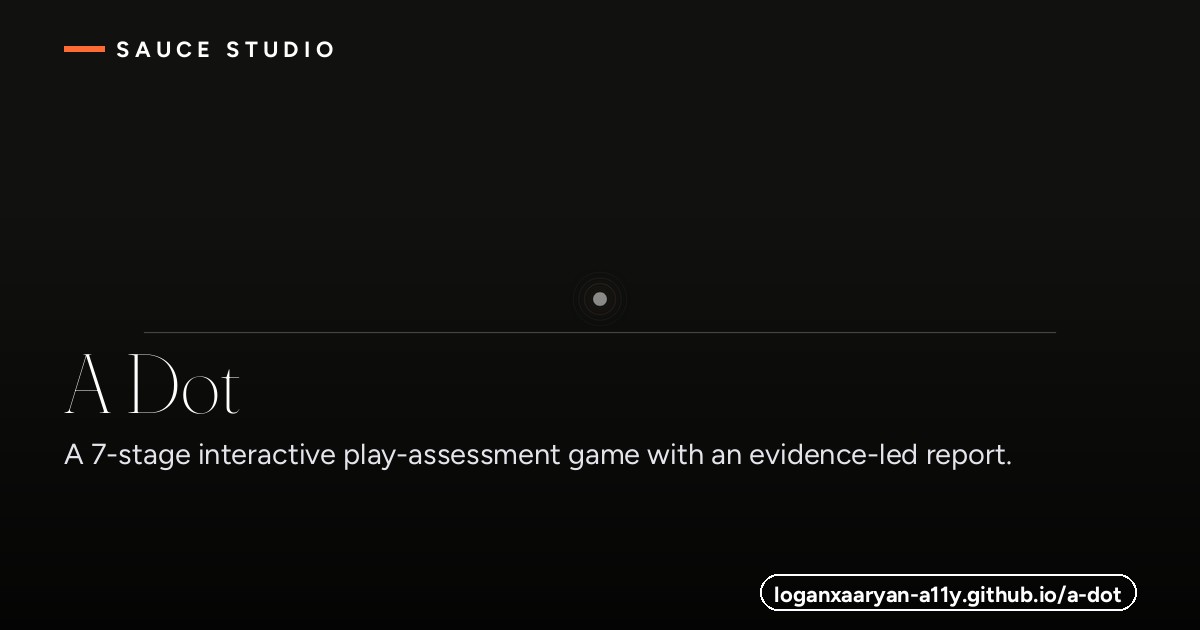 SAUCE STUDIO
A Dot
A 7-stage interactive play-assessment game with an evidence-led report.
loganxaaryan-a11y.github.io/a-dot